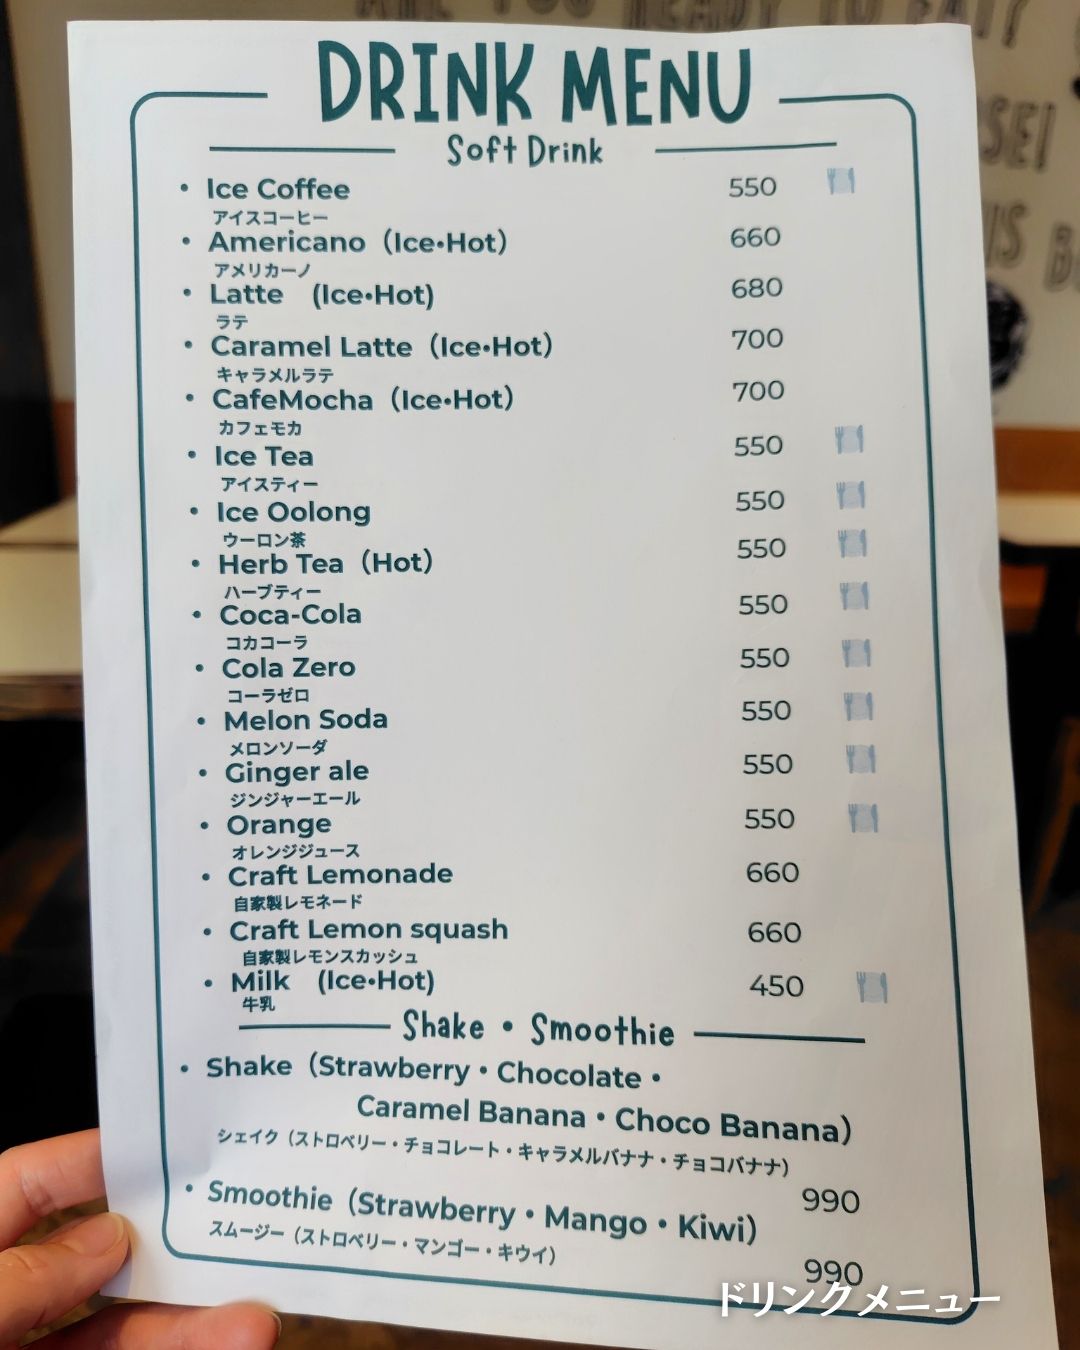 DRINK MENU
Soft Drink
• Ice Coffee 550
アイスコーヒー
• Americano（Ice•Hot） 660
アメリカーノ
• Latte (Ice•Hot) 680
ラテ
• Caramel Latte（Ice•Hot） 700
キャラメルラテ
• CafeMocha（Ice•Hot） 700
カフェモカ
• Ice Tea 550
アイスティー
• Ice Oolong 550
ウーロン茶
• Herb Tea（Hot） 550
ハーブティー
• Coca-Cola 550
コカコーラ
• Cola Zero 550
コーラゼロ
• Melon Soda 550
メロンソーダ
• Ginger ale 550
ジンジャーエール
• Orange 550
オレンジジュース
• Craft Lemonade 660
自家製レモネード
• Craft Lemon squash 660
自家製レモンスカッシュ
• Milk (Ice•Hot) 450
牛乳
Shake • Smoothie
• Shake（Strawberry・Chocolate・
Caramel Banana・Choco Banana）
シェイク（ストロベリー・チョコレート・キャラメルバナナ・チョコバナナ）
990
• Smoothie（Strawberry・Mango・Kiwi）
スムージー（ストロベリー・マンゴー・キウイ）
990
ドリンクメニュー